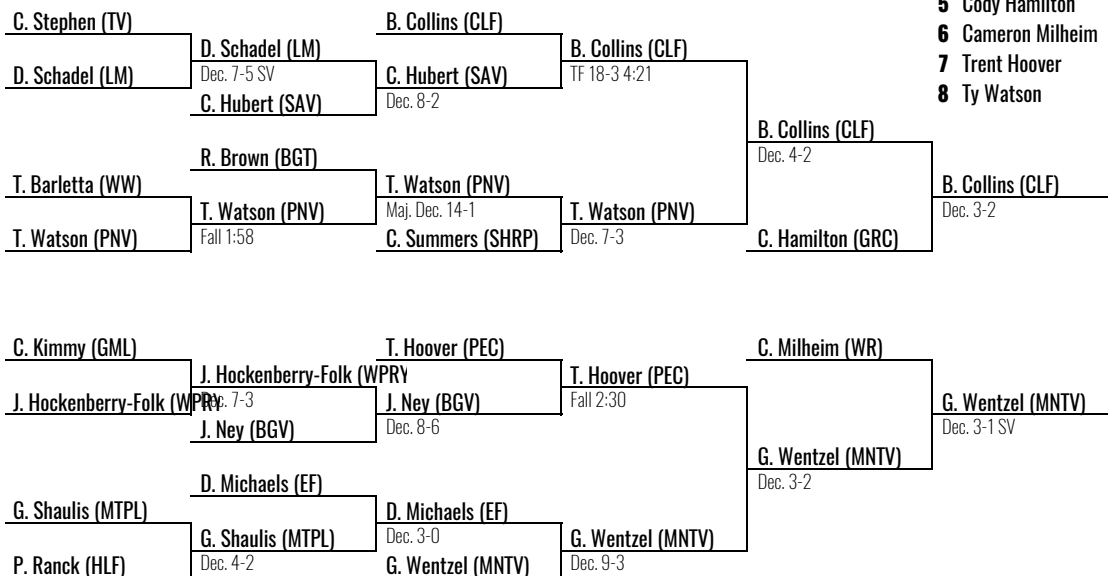 5 Cody Hamilton
6 Cameron Milheim
7 Trent Hoover
8 Ty Watson
C. Stephen (TV)
D. Schadel (LM)
D. Schadel (LM)
Dec. 7-5 SV
C. Hubert (SAV)
B. Collins (CLF)
C. Hubert (SAV)
Dec. 8-2
B. Collins (CLF)
TF 18-3 4:21
B. Collins (CLF)
Dec. 4-2
R. Brown (BGT)
T. Barletta (WW)
T. Watson (PNV)
T. Watson (PNV)
Fall 1:58
T. Watson (PNV)
Maj. Dec. 14-1
C. Summers (SHRP)
T. Watson (PNV)
Dec. 7-3
C. Hamilton (GRC)
B. Collins (CLF)
Dec. 3-2
C. Kimmy (GML)
J. Hockenberry-Folk (WPRY
J. Hockenberry-Folk (WPRY
Dec. 7-3
J. Ney (BGV)
T. Hoover (PEC)
J. Ney (BGV)
Dec. 8-6
T. Hoover (PEC)
Fall 2:30
C. Milheim (WR)
G. Wentzel (MNTV)
Dec. 3-1 SV
G. Wentzel (MNTV)
Dec. 3-2
D. Michaels (EF)
G. Shaulis (MTPL)
P. Ranck (HLF)
G. Shaulis (MTPL)
Dec. 4-2
D. Michaels (EF)
Dec. 3-0
G. Wentzel (MNTV)
G. Wentzel (MNTV)
Dec. 9-3